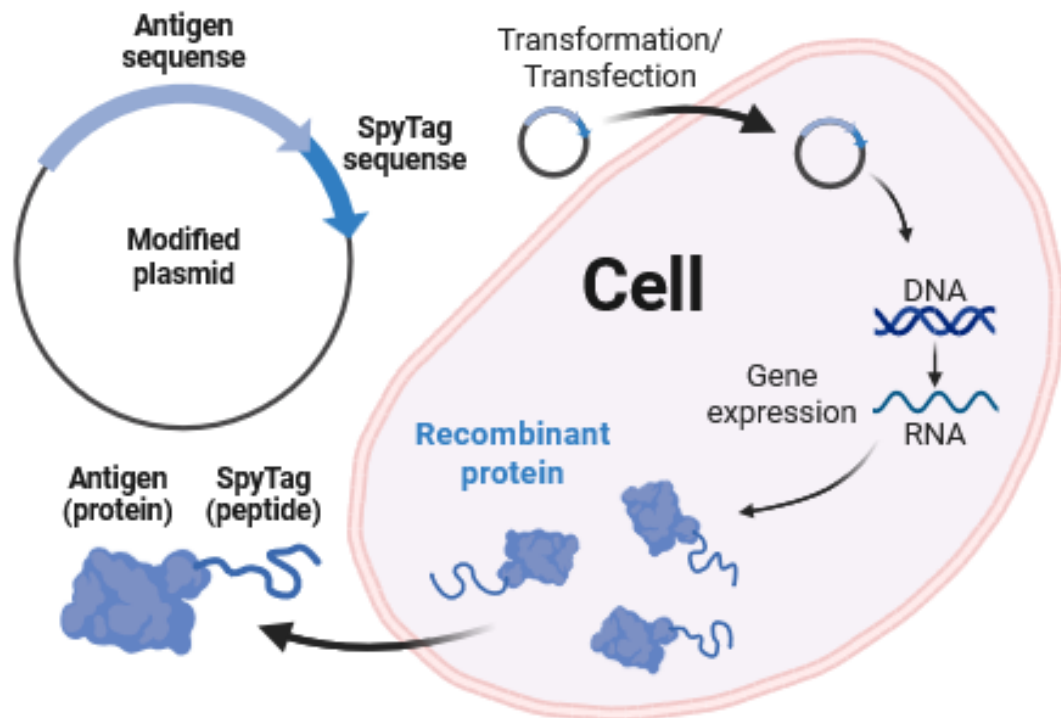 Antigen
sequense
SpyTag
sequense
Modified
plasmid
Transformation/
Transfection
Cell
DNA
Gene
expression
RNA
Recombinant
protein
Antigen
(protein)
SpyTag
(peptide)